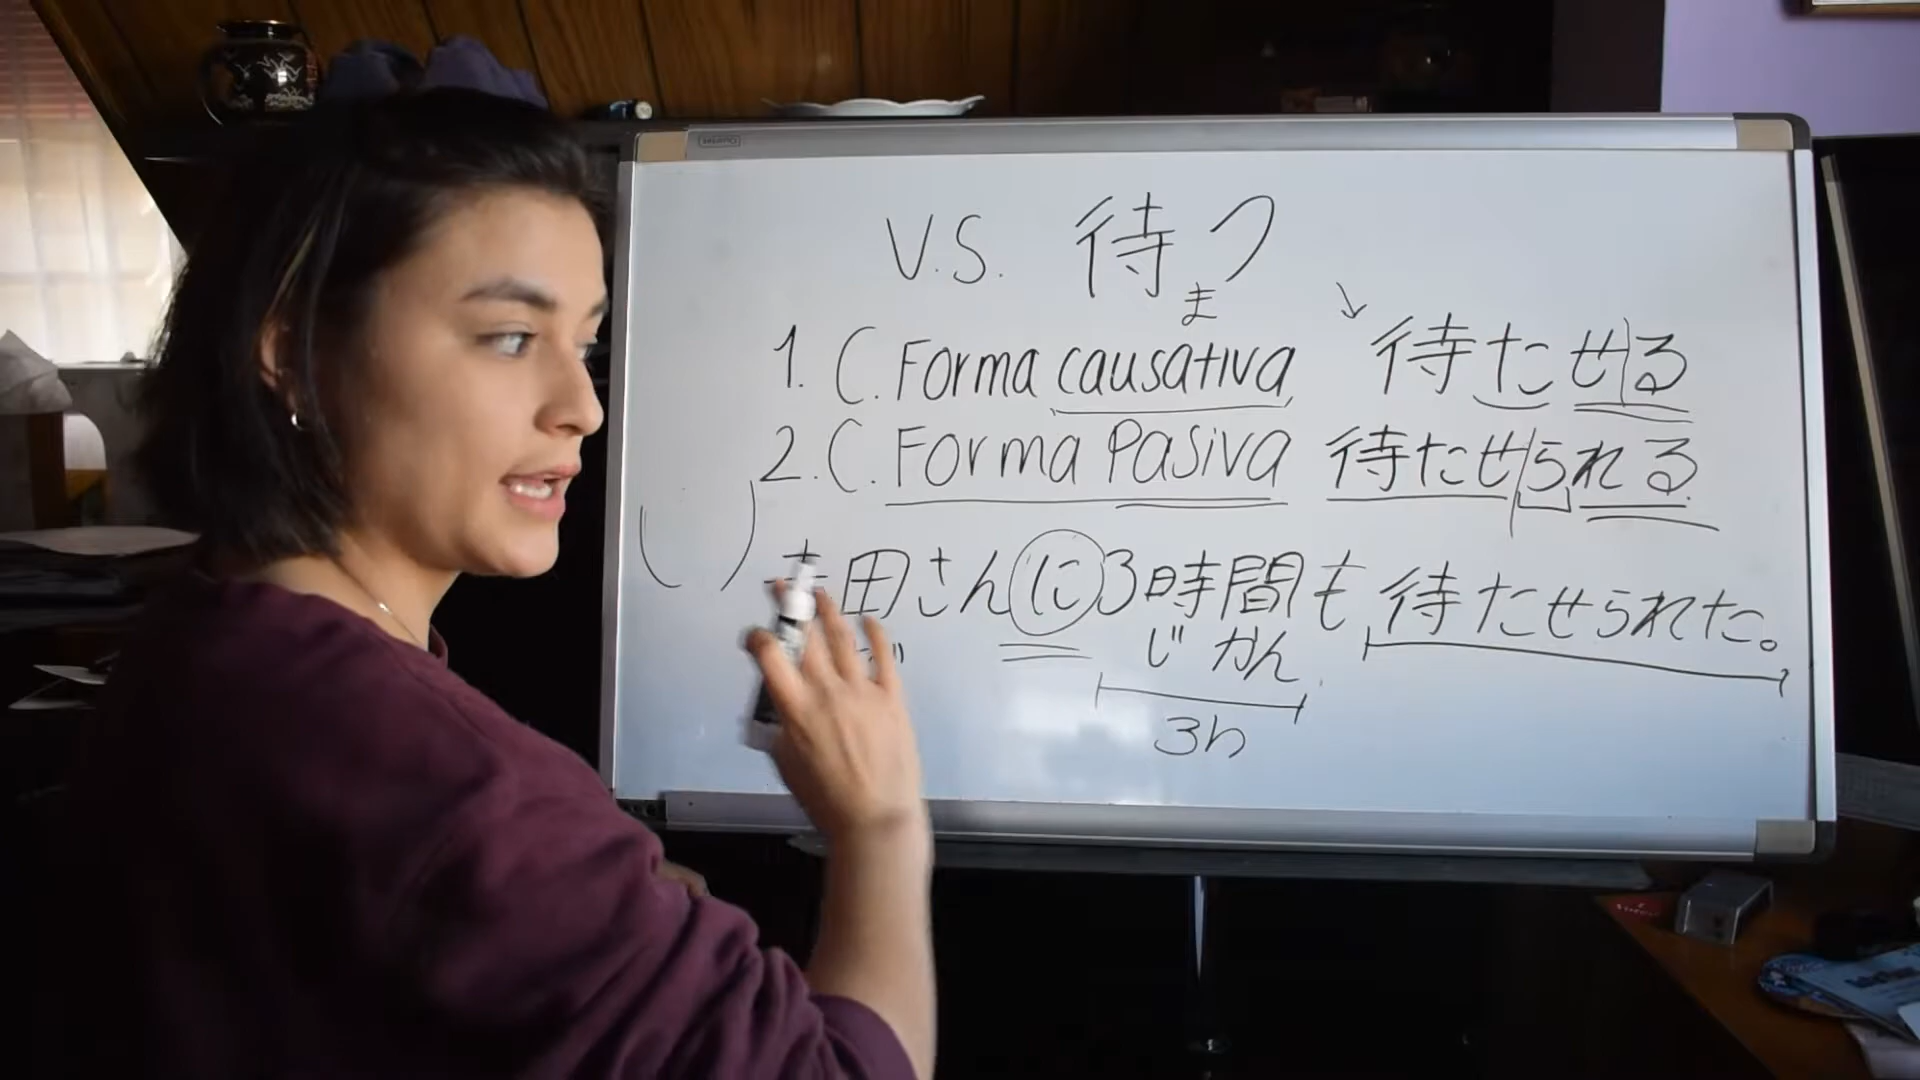 V.S. 待つ
ま
1. C. Forma causativa 待たせる
2. C. Forma Pasiva 待たせられる
田さんに3時間も待たせられた。
じかん
3h